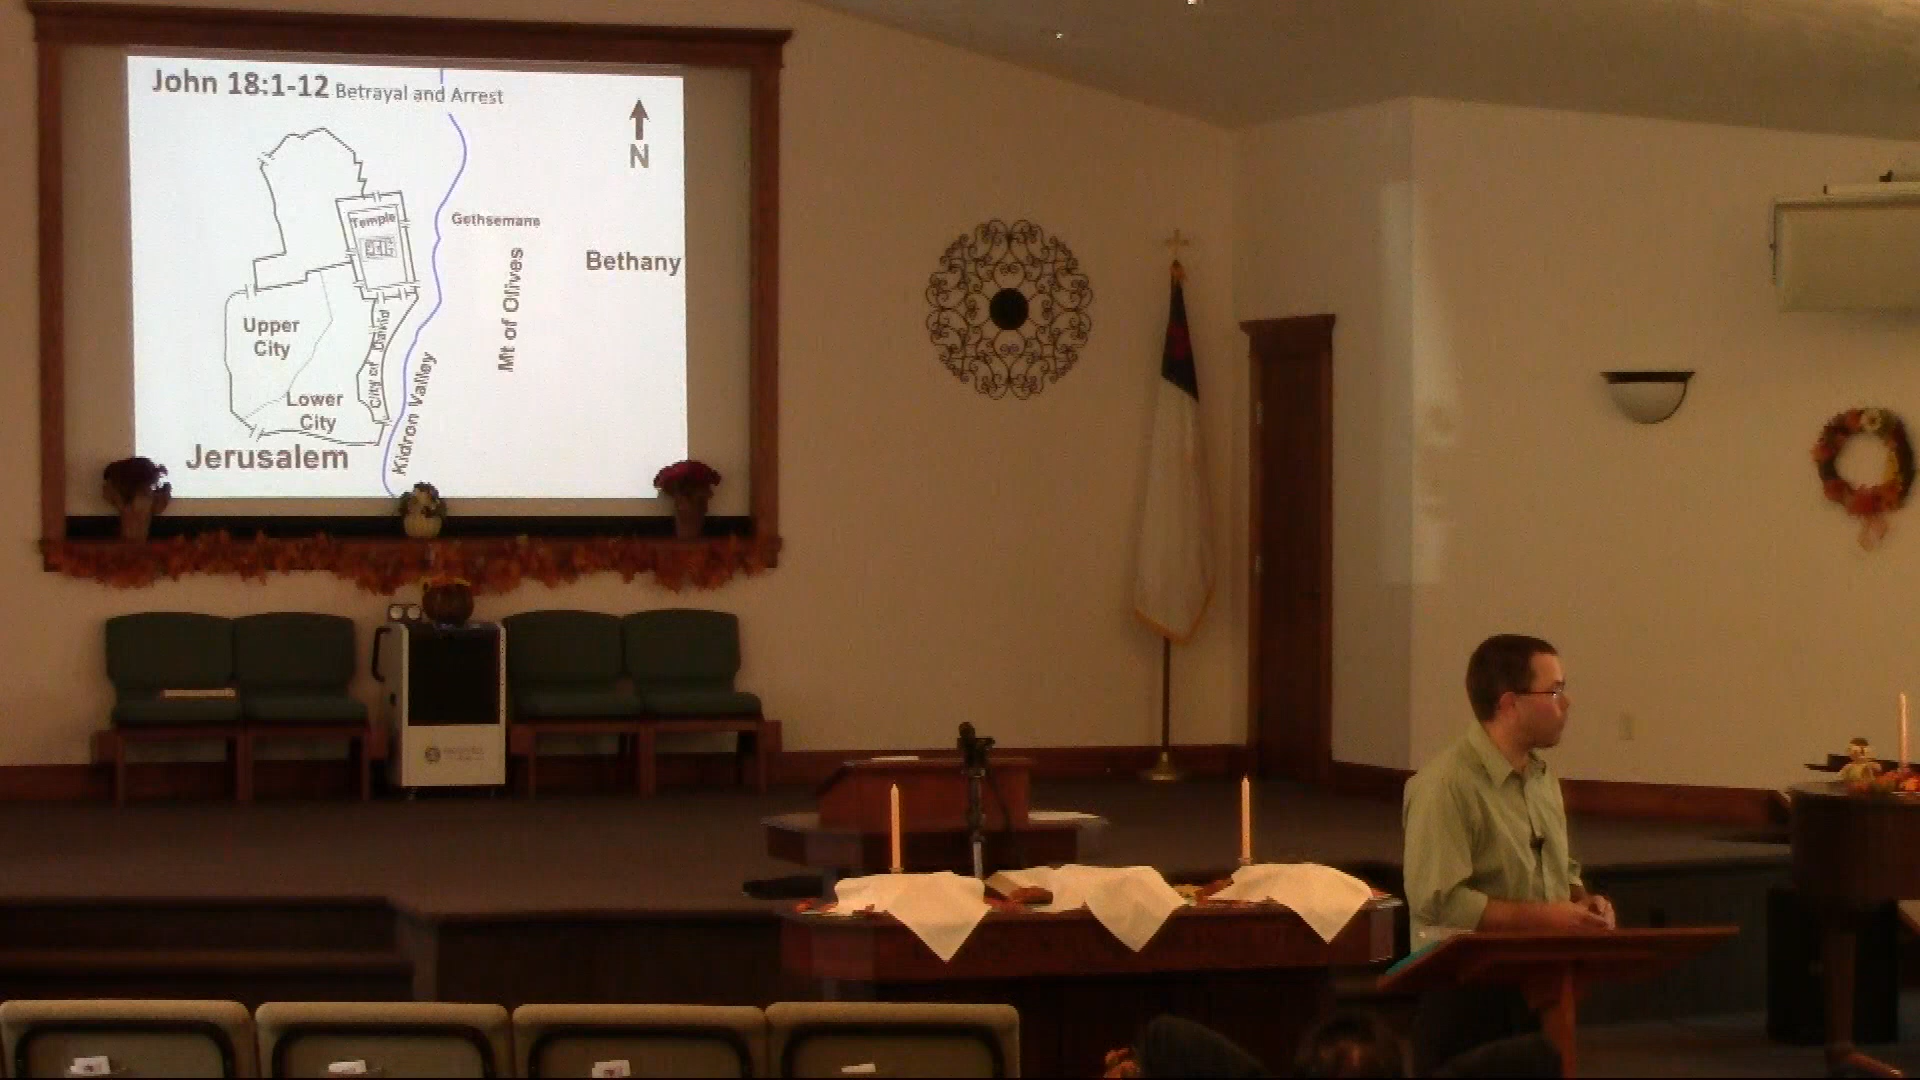 John 18:1-12 Betrayal and Arrest
N
Temple
Gethsemane
Bethany
Mt of Olives
Upper
City
City of David
Lower
City
Kidron Valley
Jerusalem